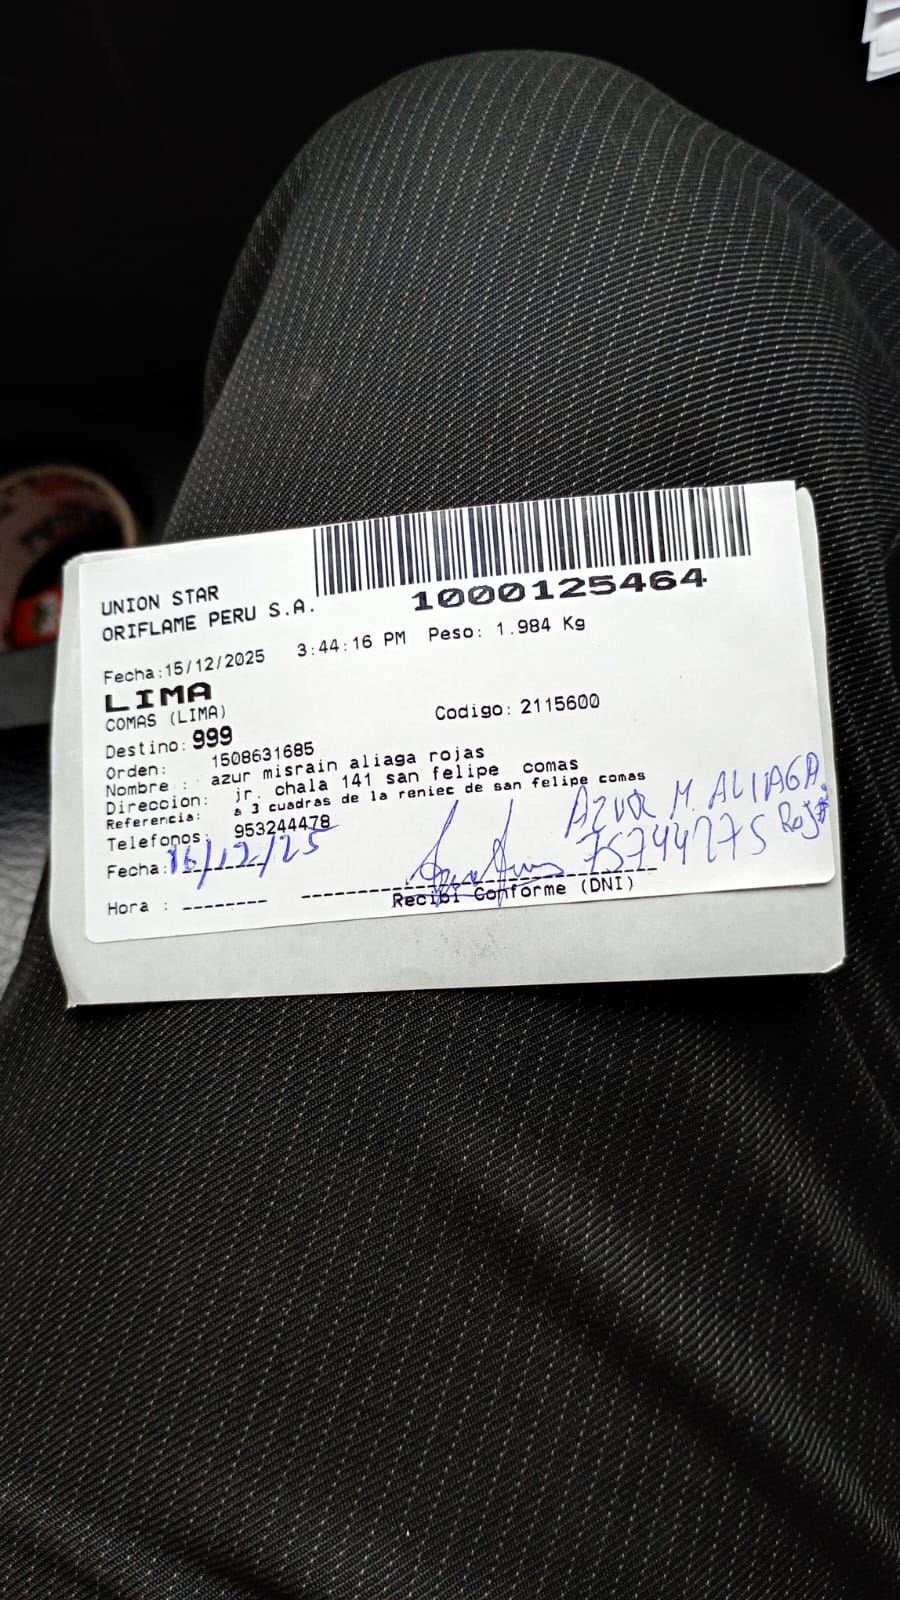 1000125464
UNION STAR
ORIFLAME PERU S.A.
Fecha:15/12/2025 3:44:16 PM Peso: 1.984 Kg
LIMA
COMAS (LIMA)
Destino: 999 Codigo: 2115600
Orden: 1508631685
Nombre : azur misrain aliaga rojas
Direccion: jr. chala 141 san felipe comas
Referencia: a 3 cuadras de la reniec de san felipe comas
Telefonos: 953244478
AZUR M. ALIAGA
Rojas
Fecha: 16/12/25 75744275
Hora : --------
Recibi Conforme (DNI)